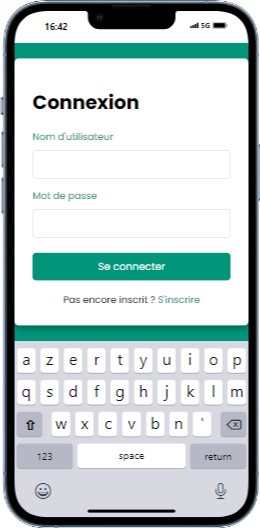 16:42
5G
Connexion
Nom d'utilisateur
Mot de passe
Se connecter
Pas encore inscrit ? S'inscrire
a z e r t y u i o p
q s d f g h j k l m
w x c v b n '
123 space return